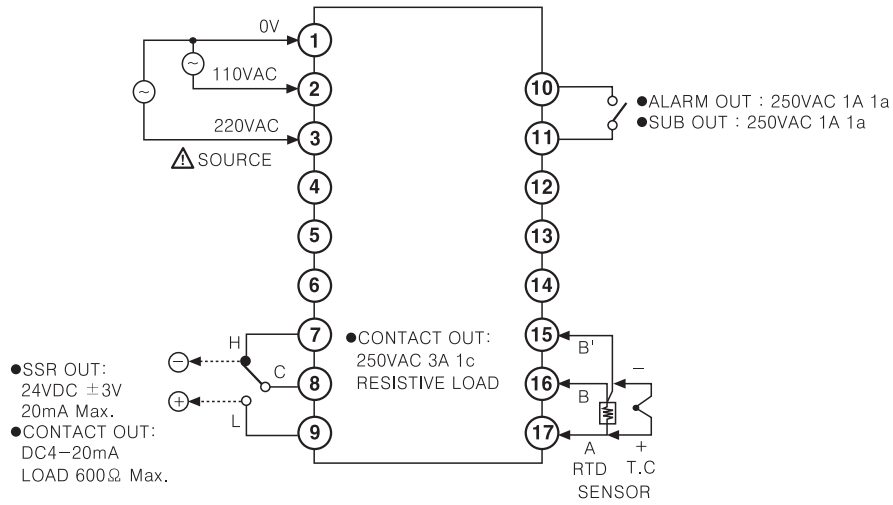 0V
1
110VAC
2
220VAC
3
⚠ SOURCE
4
5
6
7
8
9
H
C
L
−
+
●SSR OUT:
24VDC ±3V
20mA Max.
●CONTACT OUT:
DC4−20mA
LOAD 600Ω Max.
●CONTACT OUT:
250VAC 3A 1c
RESISTIVE LOAD
10
11
12
13
14
15
16
17
●ALARM OUT : 250VAC 1A 1a
●SUB OUT : 250VAC 1A 1a
B'
B
A
−
+
RTD
T.C
SENSOR